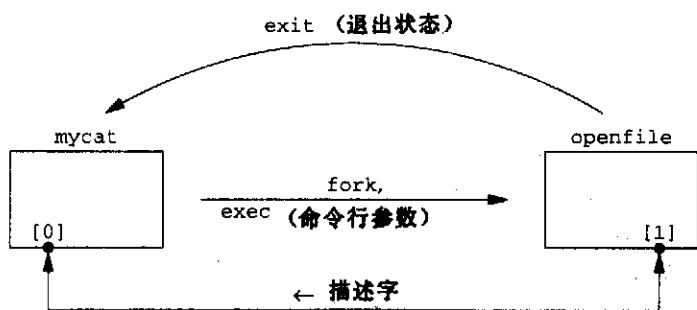 exit (退出状态)
mycat
openfile
fork,
exec (命令行参数)
[0]
[1]
← 描述字